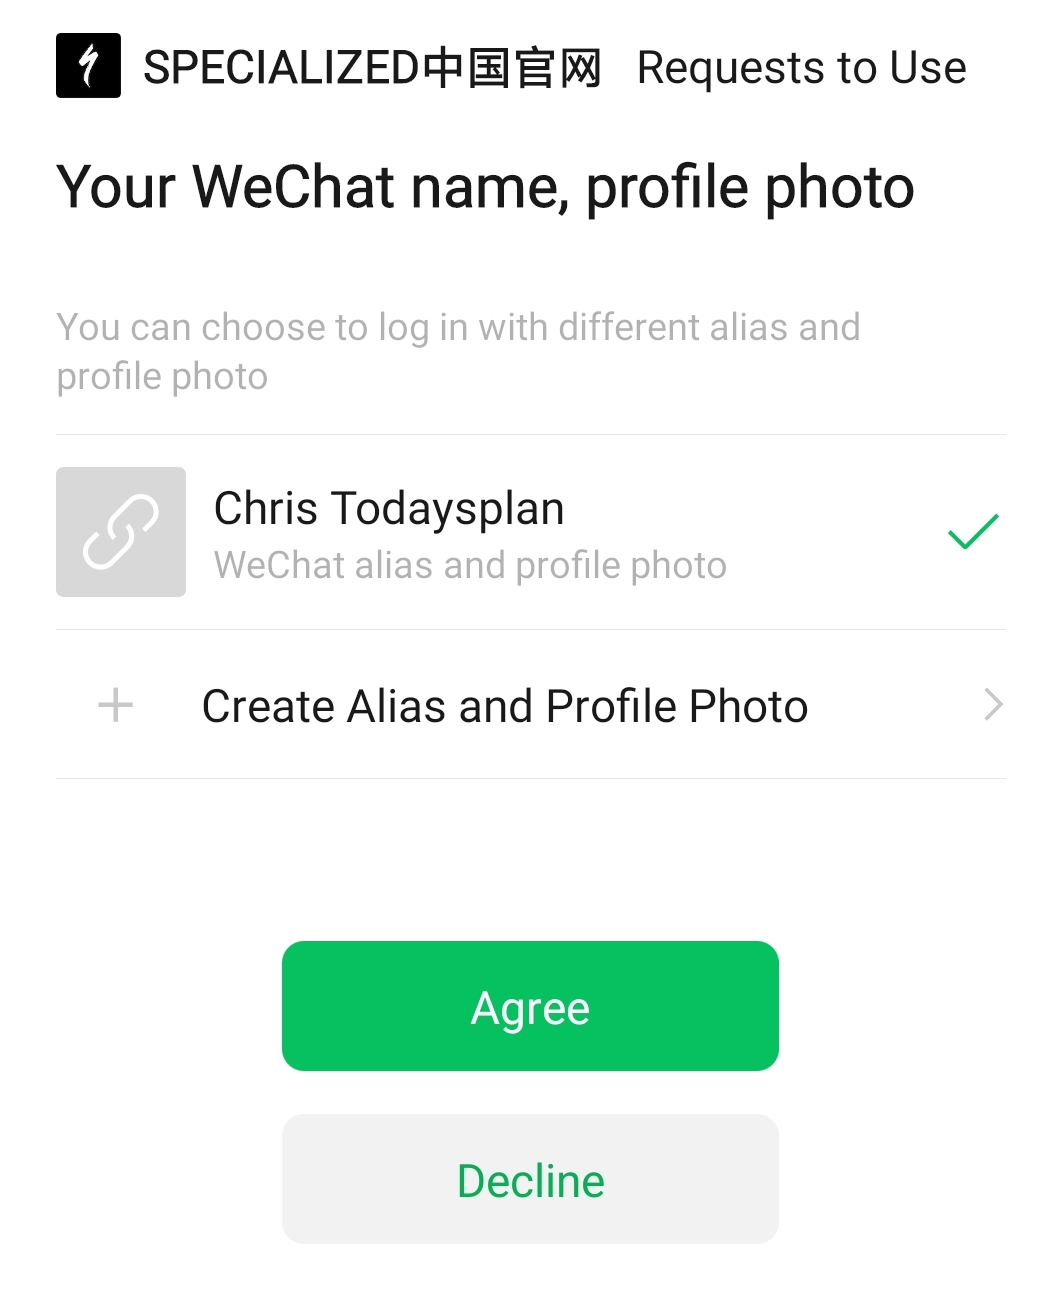 SPECIALIZED中国官网 Requests to Use
Your WeChat name, profile photo
You can choose to log in with different alias and
profile photo
Chris Todaysplan
WeChat alias and profile photo
Create Alias and Profile Photo
Agree
Decline